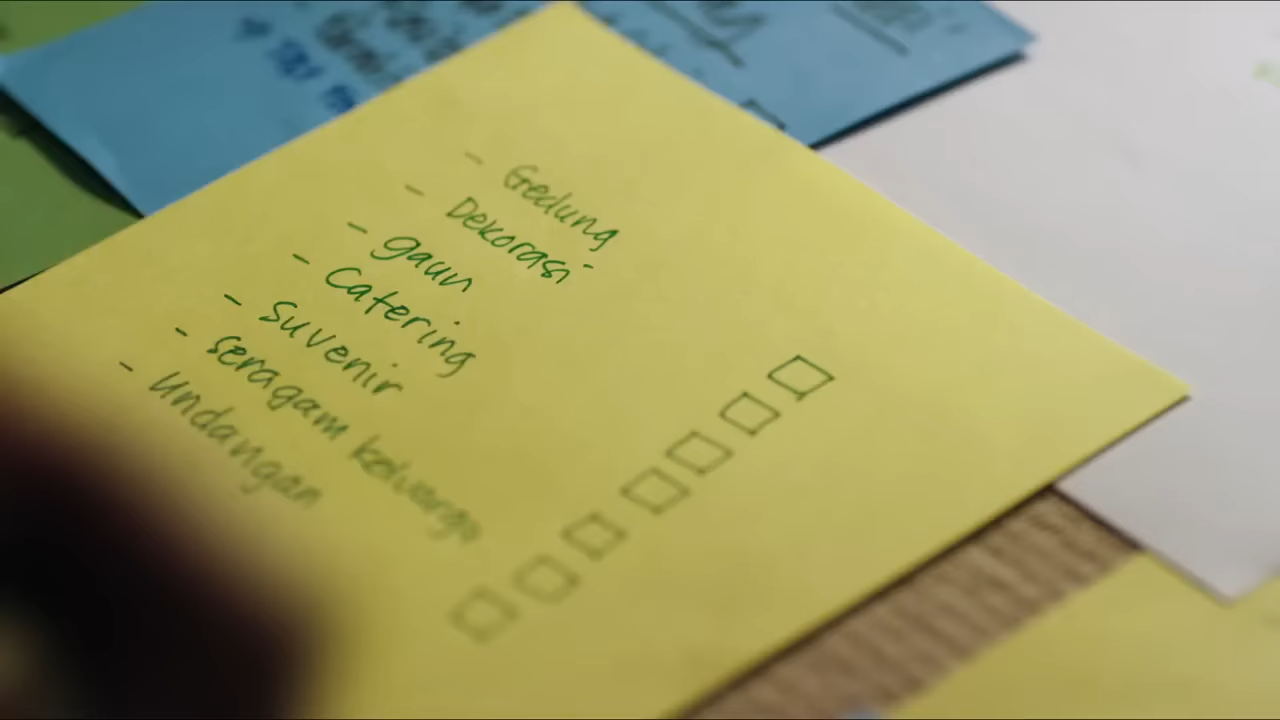 - Gedung
- Dekorasi
- gaun
- Catering
- Suvenir
- seragam keluarga
- Undangan